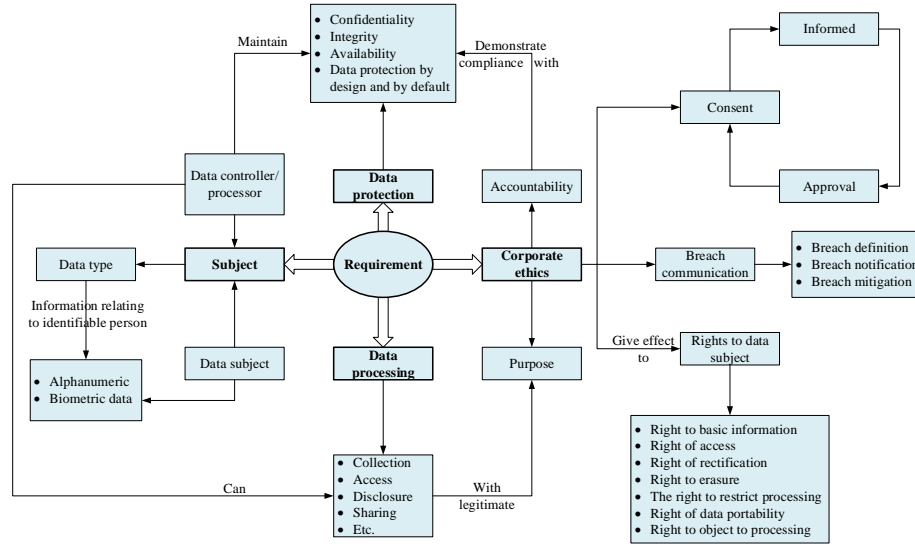 Confidentiality
Integrity
Availability
Data protection by
design and by default
Maintain
Demonstrate
compliance with
Informed
Consent
Approval
Data controller/
processor
Data
protection
Accountability
Data type
Subject
Requirement
Corporate
ethics
Breach
communication
Breach definition
Breach notification
Breach mitigation
Information relating
to identifiable person
Data subject
Data
processing
Purpose
Give effect
to
Rights to data
subject
Alphanumeric
Biometric data
Collection
Access
Disclosure
Sharing
Etc.
Can
With
legitimate
Right to basic information
Right of access
Right of rectification
Right to erasure
The right to restrict processing
Right of data portability
Right to object to processing